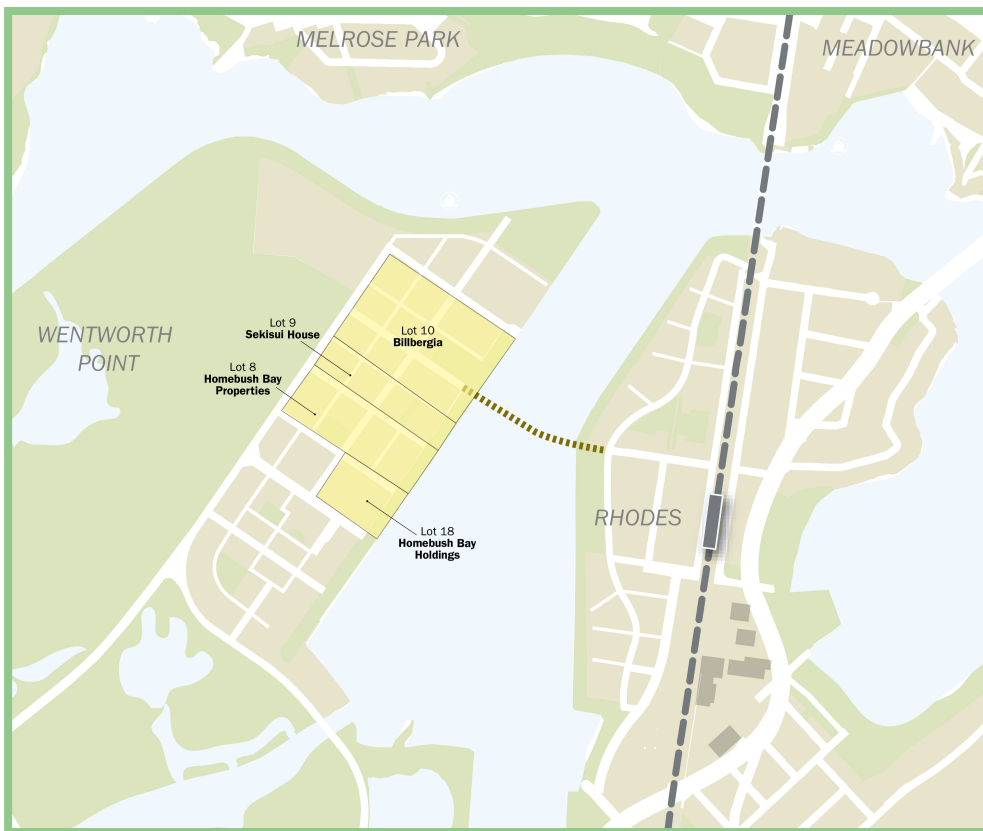 MELROSE PARK
MEADOWBANK
WENTWORTH
POINT
Lot 9
Sekisui House
Lot 10
Billbergia
Lot 8
Homebush Bay
Properties
RHODES
Lot 18
Homebush Bay
Holdings